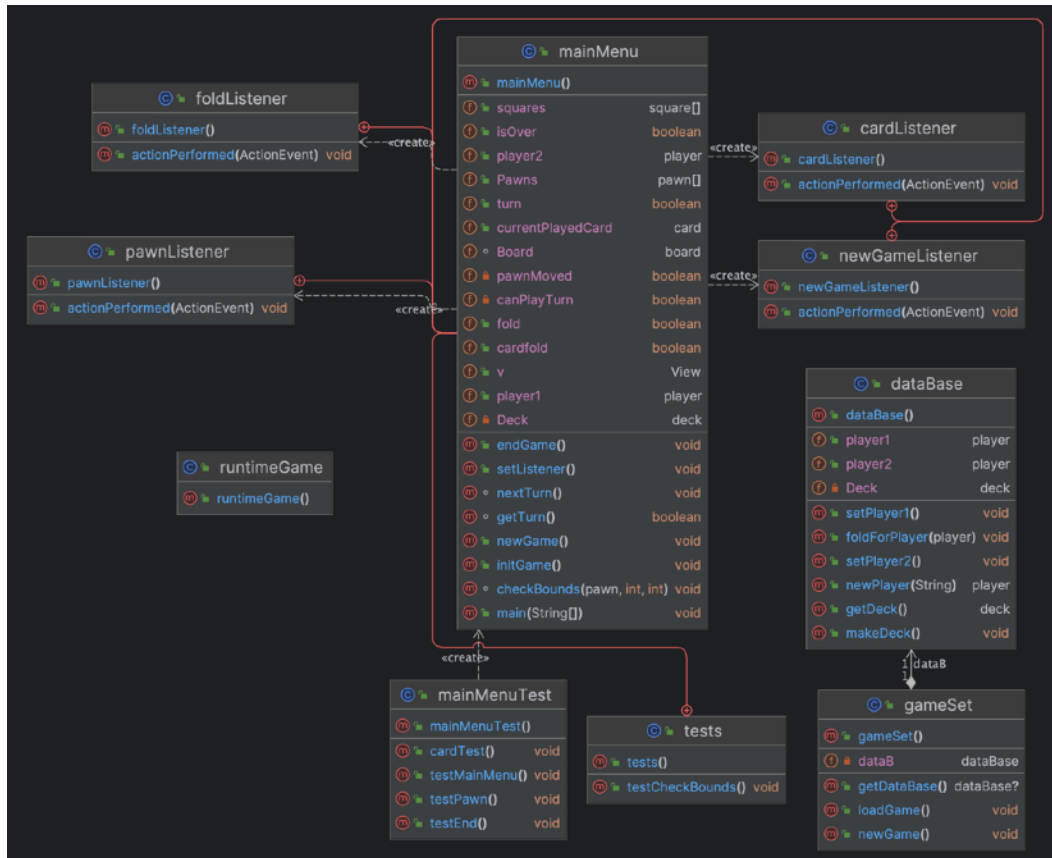 mainMenu
mainMenu()
squares square[]
isOver boolean
player2 player
Pawns pawn[]
turn boolean
currentPlayedCard card
Board board
pawnMoved boolean
canPlayTurn boolean
fold boolean
cardfold boolean
v View
player1 player
Deck deck
endGame() void
setListener() void
nextTurn() void
getTurn() boolean
newGame() void
initGame() void
checkBounds(pawn, int, int) void
main(String[]) void
foldListener
foldListener()
actionPerformed(ActionEvent) void
«create»
pawnListener
pawnListener()
actionPerformed(ActionEvent) void
«create»
«create»
cardListener
cardListener()
actionPerformed(ActionEvent) void
«create»
newGameListener
newGameListener()
actionPerformed(ActionEvent) void
runtimeGame
runtimeGame()
dataBase
dataBase()
player1 player
player2 player
Deck deck
setPlayer1() void
foldForPlayer(player) void
setPlayer2() void
newPlayer(String) player
getDeck() deck
makeDeck() void
1 dataB
1
gameSet
gameSet()
dataB dataBase
getDataBase() dataBase?
loadGame() void
newGame() void
«create»
mainMenuTest
mainMenuTest()
cardTest() void
testMainMenu() void
testPawn() void
testEnd() void
tests
tests()
testCheckBounds() void